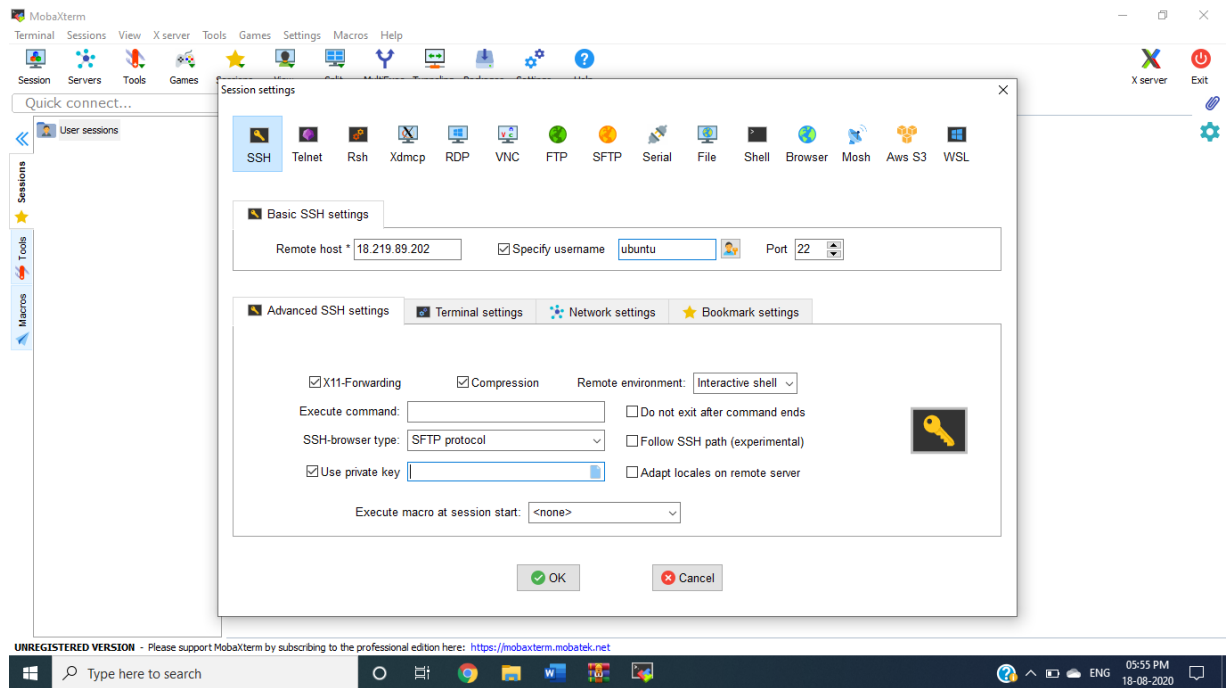 MobaXterm
Terminal Sessions View X server Tools Games Settings Macros Help
Session Servers Tools Games X server Exit
Quick connect...
User sessions
Sessions
Tools
Macros
Session settings
SSH Telnet Rsh Xdmcp RDP VNC FTP SFTP Serial File Shell Browser Mosh Aws S3 WSL
Basic SSH settings
Remote host * 18.219.89.202 Specify username ubuntu Port 22
Advanced SSH settings Terminal settings Network settings Bookmark settings
X11-Forwarding Compression Remote environment: Interactive shell
Execute command: Do not exit after command ends
SSH-browser type: SFTP protocol Follow SSH path (experimental)
Use private key Adapt locales on remote server
Execute macro at session start: <none>
OK Cancel
UNREGISTERED VERSION - Please support MobaXterm by subscribing to the professional edition here: https://mobaxterm.mobatek.net
Type here to search ENG 05:55 PM
18-08-2020